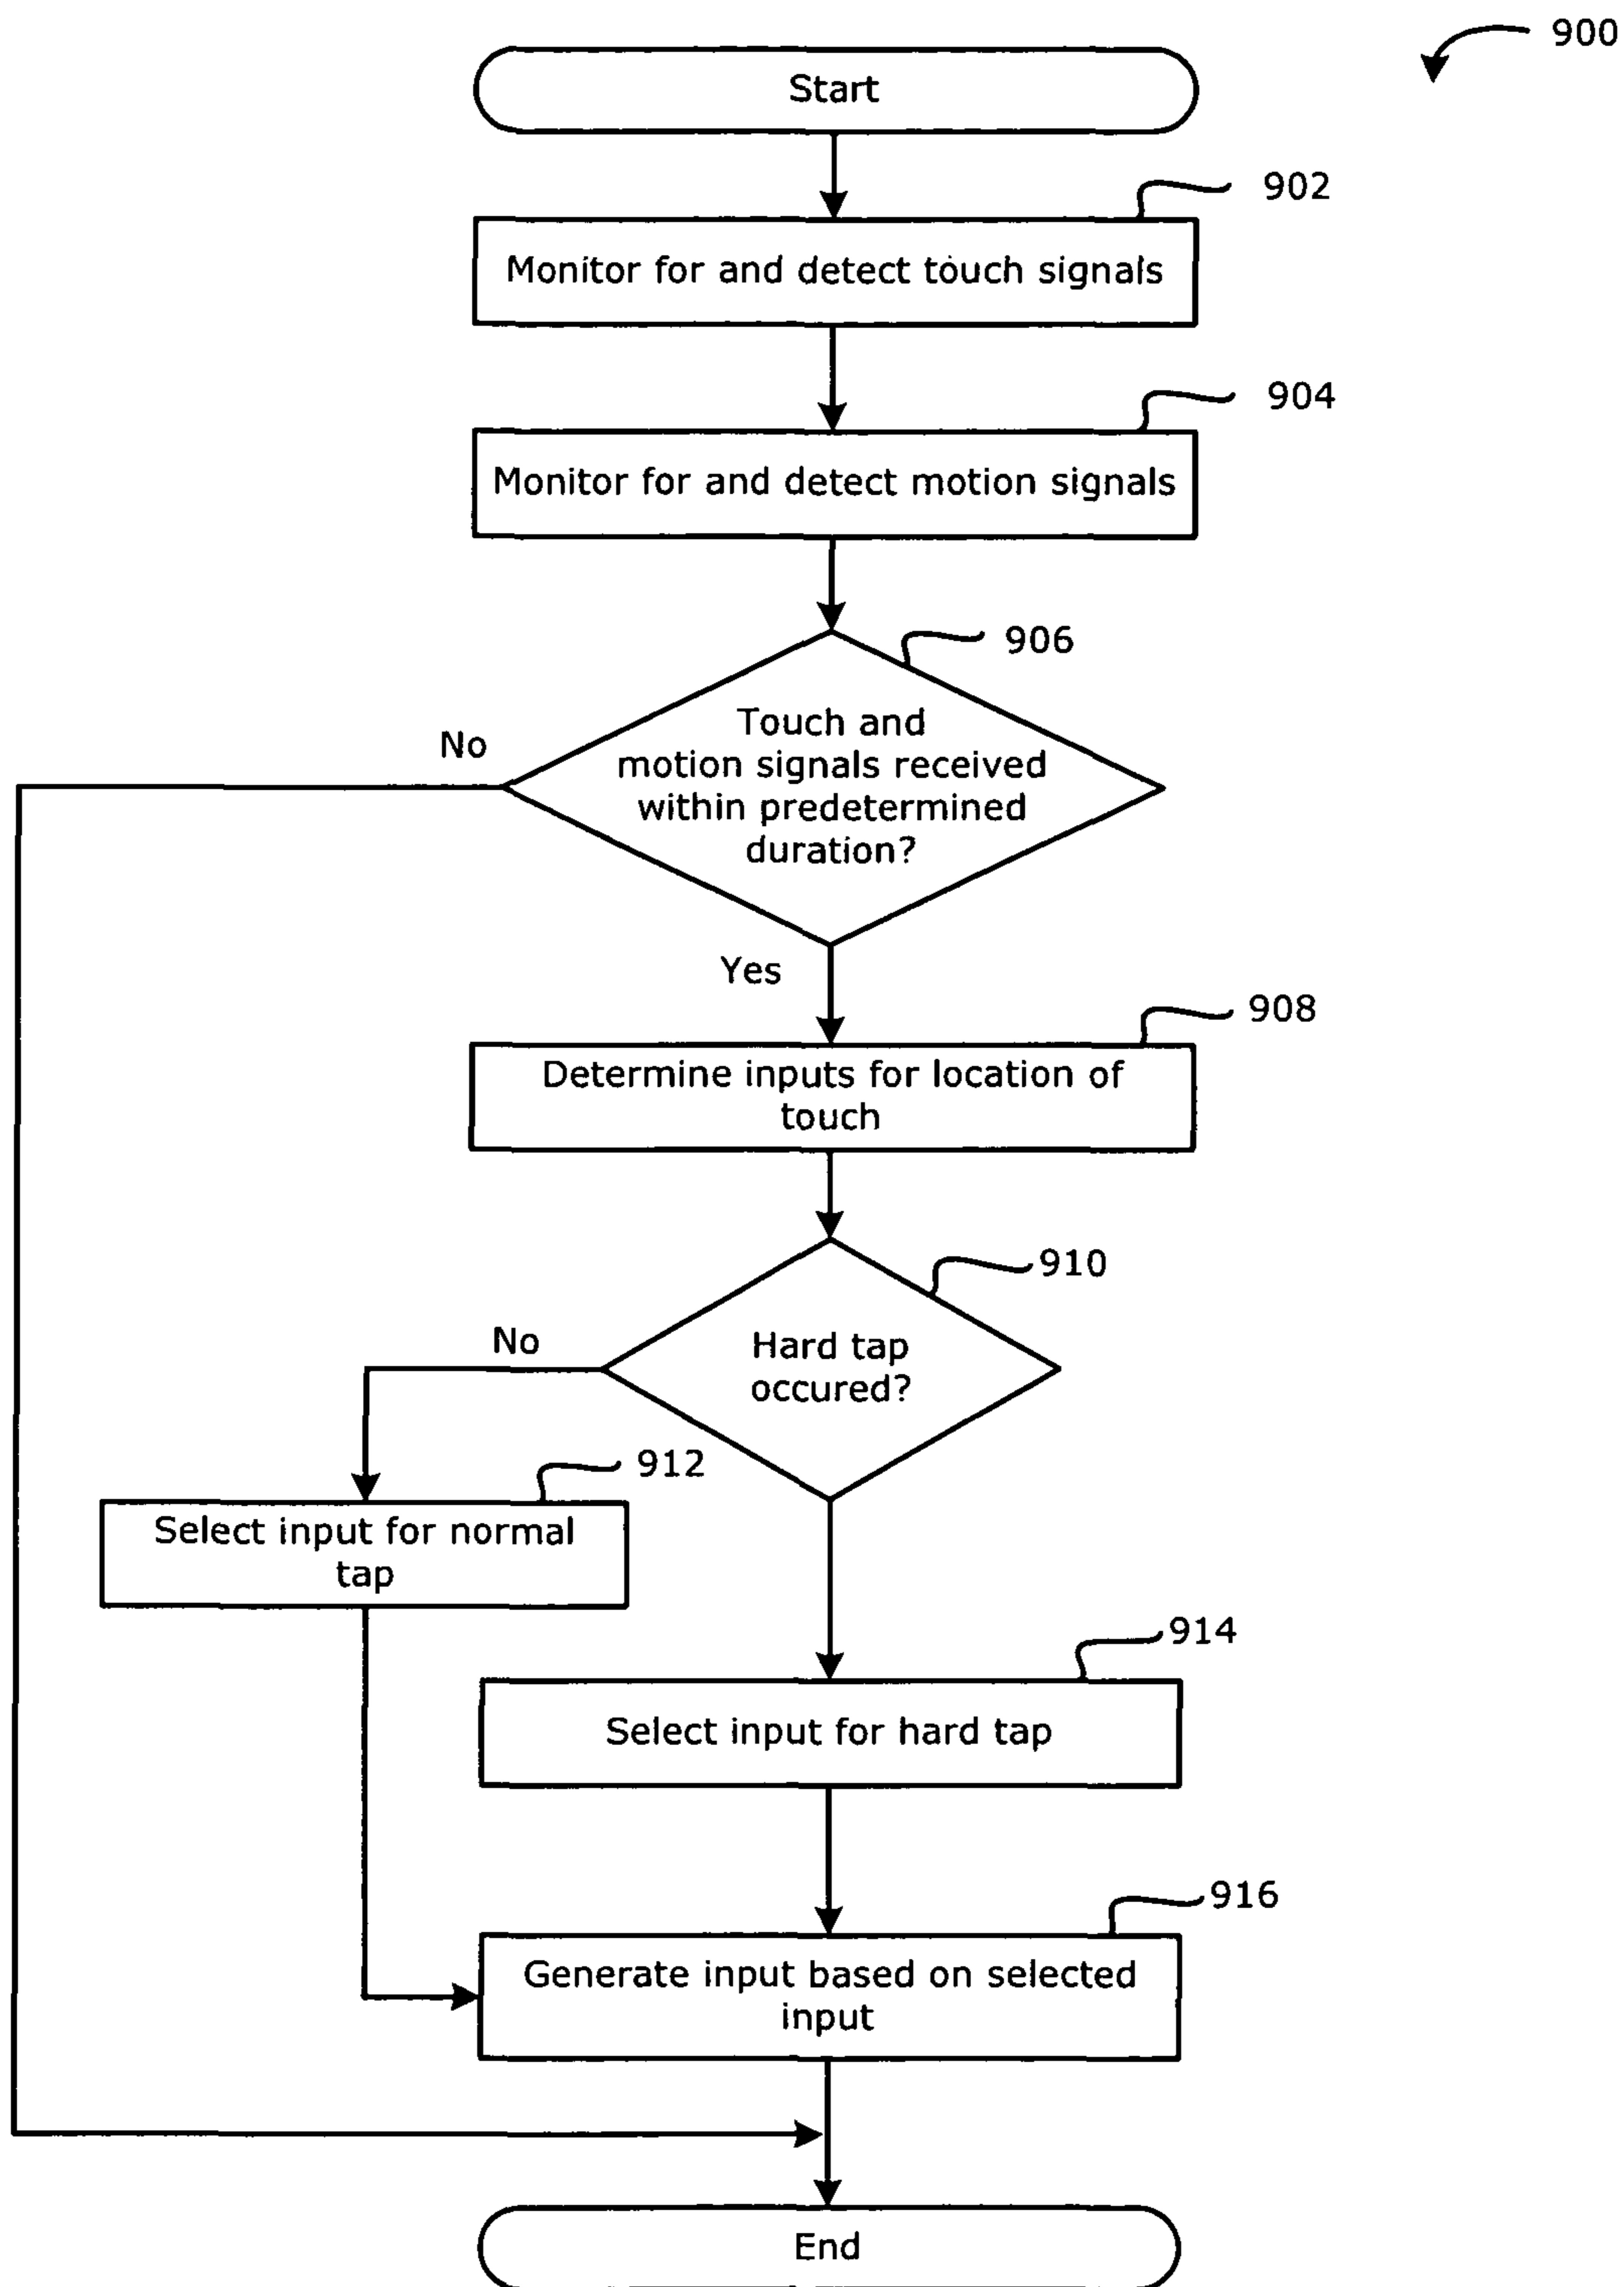 900
Start
902
Monitor for and detect touch signals
904
Monitor for and detect motion signals
906
Touch and
motion signals received
within predetermined
duration?
No
Yes
908
Determine inputs for location of
touch
910
Hard tap
occured?
No
912
Select input for normal
tap
914
Select input for hard tap
916
Generate input based on selected
input
End